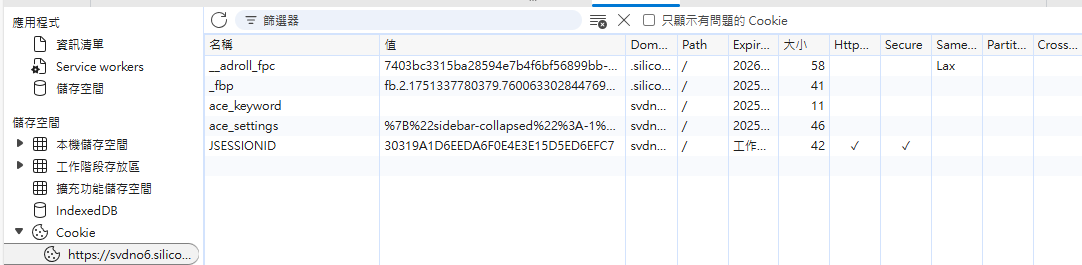 應用程式
資訊清單
Service workers
儲存空間
儲存空間
本機儲存空間
工作階段存放區
擴充功能儲存空間
IndexedDB
Cookie
https://svdno6.silico...
篩選器
只顯示有問題的 Cookie
名稱 值 Dom... Path Expir... 大小 Http... Secure Same... Partit... Cross...
__adroll_fpc 7403bc3315ba28594e7b4f6bf56899bb-... .silico... / 2026... 58 Lax
_fbp fb.2.1751337780379.760063302844769... .silico... / 2025... 41
ace_keyword svdn... / 2025... 11
ace_settings %7B%22sidebar-collapsed%22%3A-1%... svdn... / 2025... 46
JSESSIONID 30319A1D6EEDA6F0E4E3E15D5ED6EFC7 svdn... / 工作... 42 ✓ ✓